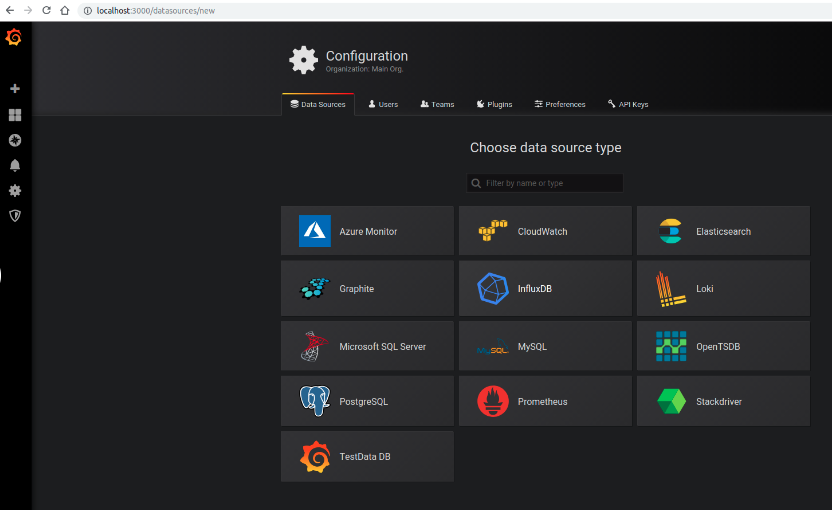 localhost:3000/datasources/new
Configuration
Organization: Main Org.
Data Sources Users Teams Plugins Preferences API Keys
Choose data source type
Filter by name or type
Azure Monitor CloudWatch Elasticsearch
Graphite InfluxDB Loki
Microsoft SQL Server MySQL MySQL OpenTSDB
PostgreSQL Prometheus Stackdriver
TestData DB